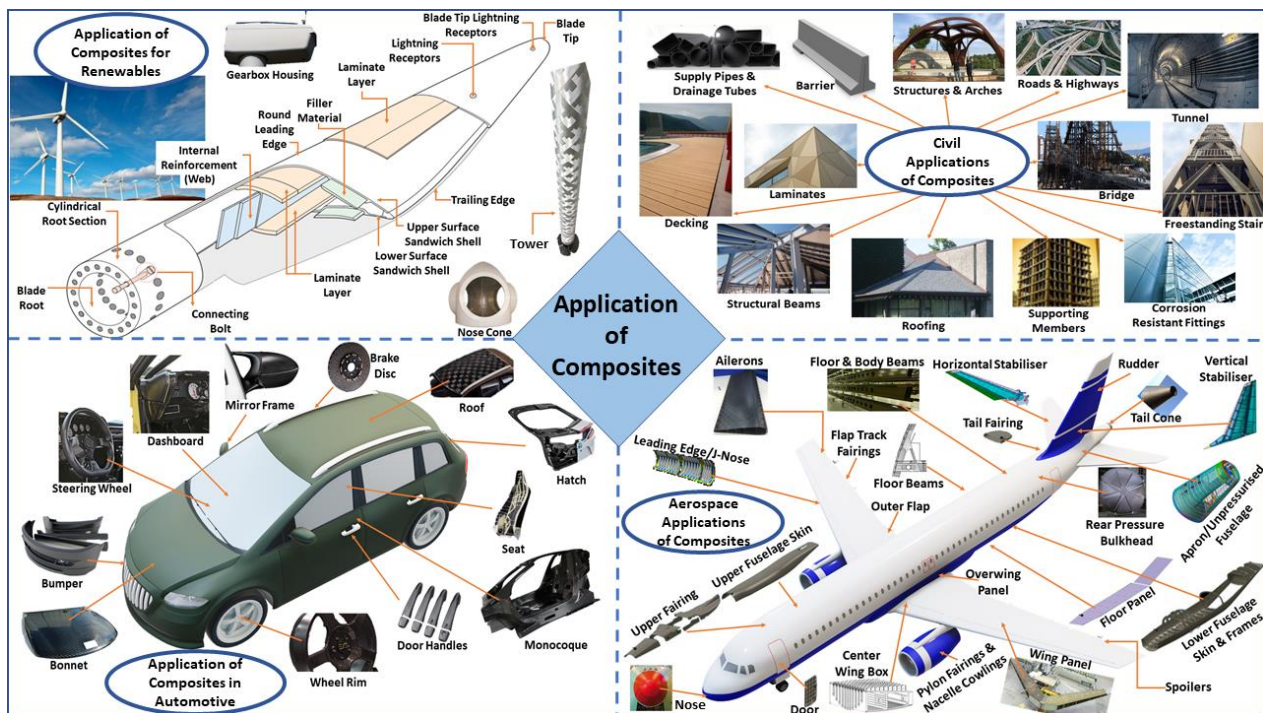 Application of
Composites for
Renewables
Gearbox Housing
Blade Tip Lightning
Receptors
Blade
Tip
Lightning
Receptors
Laminate
Layer
Filler
Material
Round
Leading
Edge
Internal
Reinforcement
(Web)
Cylindrical
Root Section
Trailing Edge
Tower
Upper Surface
Sandwich Shell
Lower Surface
Sandwich Shell
Laminate
Layer
Blade
Root
Connecting
Bolt
Nose Cone
Supply Pipes &
Drainage Tubes
Barrier
Structures & Arches
Roads & Highways
Tunnel
Civil
Applications
of Composites
Laminates
Bridge
Decking
Freestanding Stair
Structural Beams
Roofing
Supporting
Members
Corrosion
Resistant Fittings
Application
of
Composites
Brake
Disc
Mirror Frame
Roof
Dashboard
Steering Wheel
Hatch
Seat
Bumper
Door Handles
Monocoque
Bonnet
Wheel Rim
Application of
Composites in
Automotive
Ailerons
Floor & Body Beams
Horizontal Stabiliser
Rudder
Vertical
Stabiliser
Tail Cone
Tail Fairing
Flap Track
Fairings
Leading Edge/J-Nose
Floor Beams
Outer Flap
Aerospace
Applications
of Composites
Rear Pressure
Bulkhead
Apron/Unpressurised
Fuselage
Upper Fuselage Skin
Upper Fairing
Overwing
Panel
Floor Panel
Lower Fuselage
Skin & Frames
Center
Wing Box
Pylon Fairings &
Nacelle Cowlings
Wing Panel
Spoilers
Nose
Door